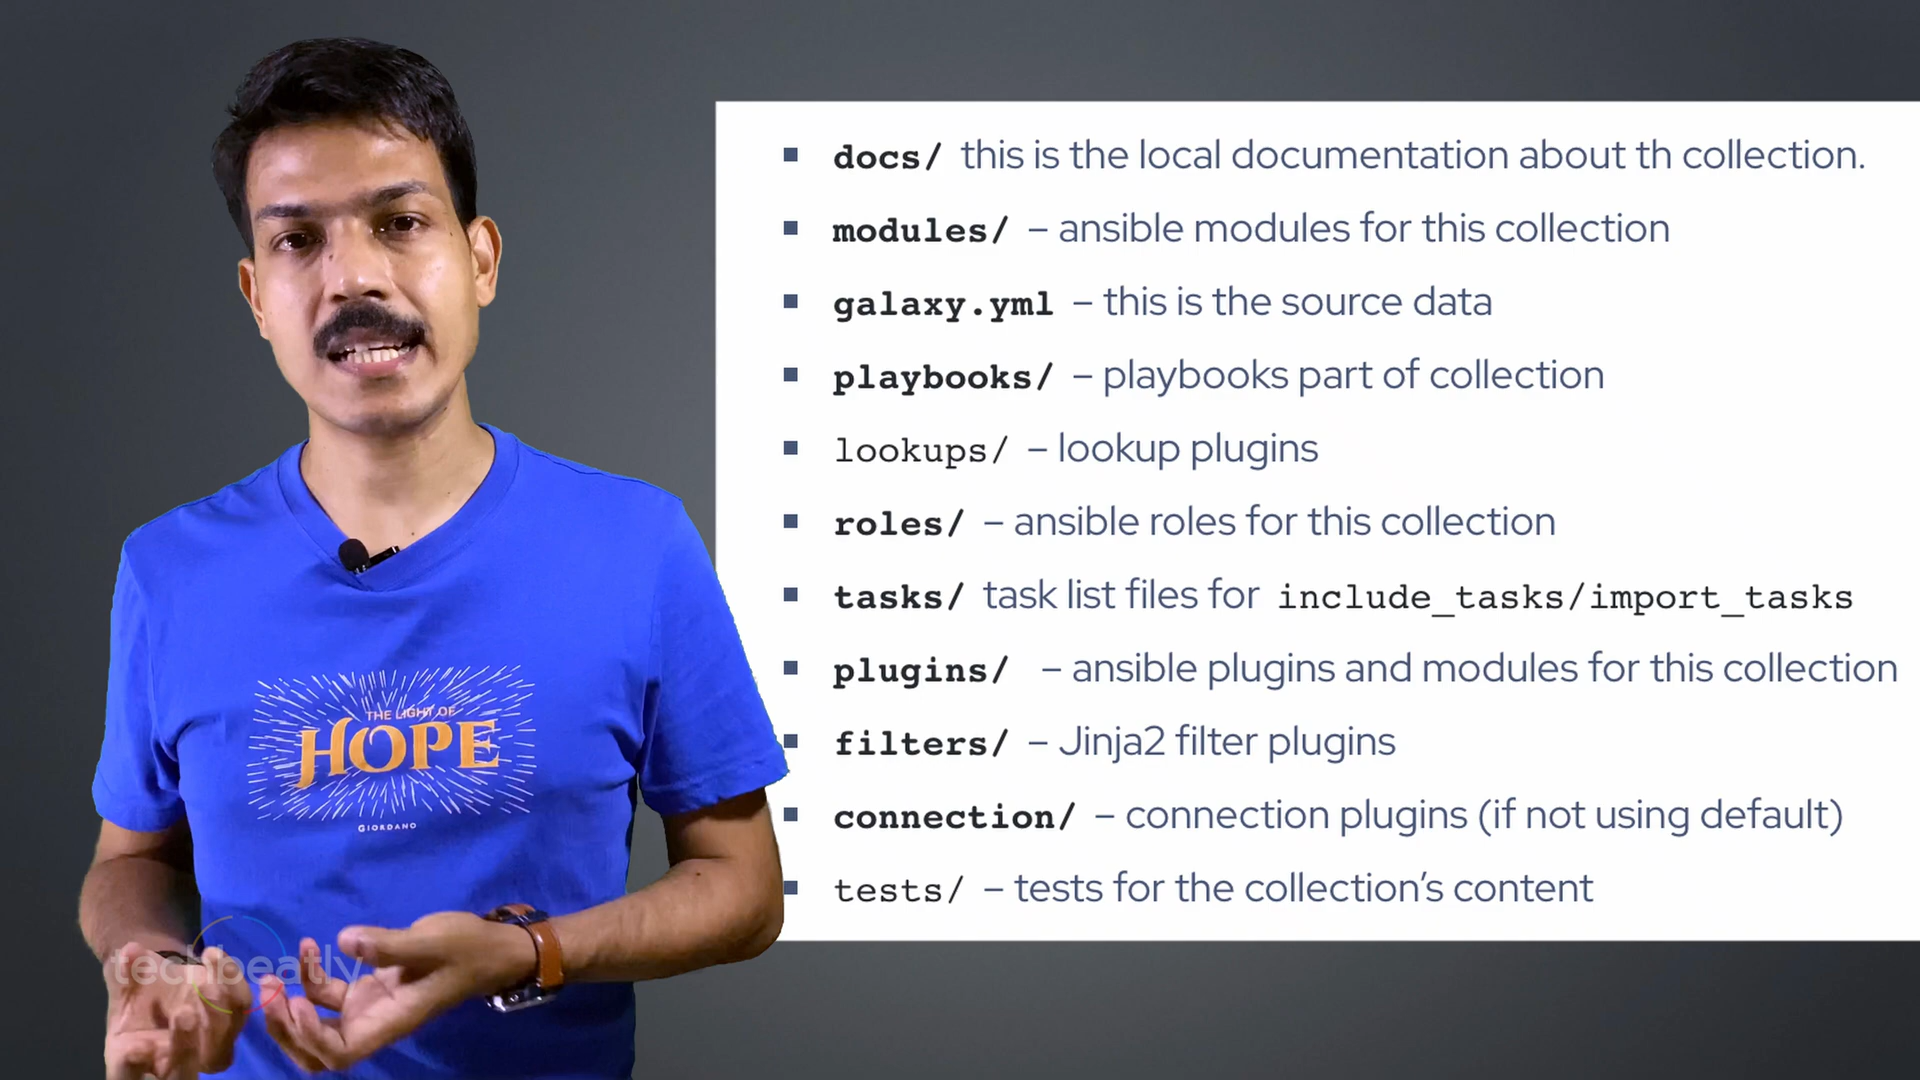 docs/ this is the local documentation about th collection.
modules/ – ansible modules for this collection
galaxy.yml – this is the source data
playbooks/ – playbooks part of collection
lookups/ – lookup plugins
roles/ – ansible roles for this collection
tasks/ task list files for include_tasks/import_tasks
plugins/ – ansible plugins and modules for this collection
filters/ – Jinja2 filter plugins
connection/ – connection plugins (if not using default)
tests/ – tests for the collection’s content
THE LIGHT OF
HOPE
GIORDANO
techbeatly